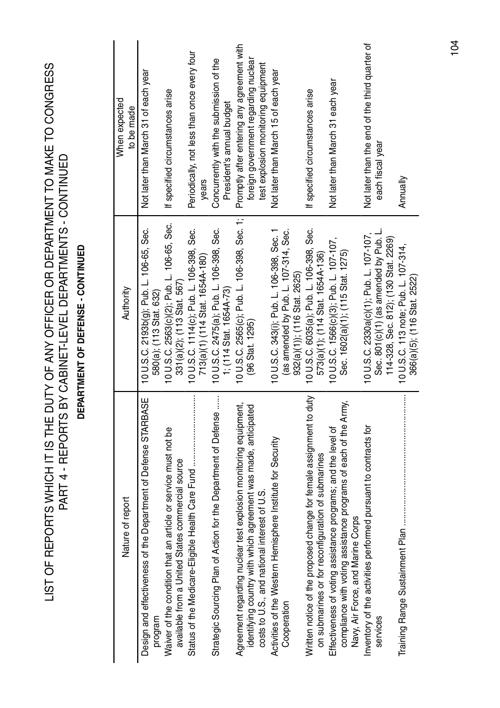 LIST OF REPORTS WHICH IT IS THE DUTY OF ANY OFFICER OR DEPARTMENT TO MAKE TO CONGRESS
PART 4 - REPORTS BY CABINET-LEVEL DEPARTMENTS - CONTINUED
DEPARTMENT OF DEFENSE - CONTINUED
Nature of report
Authority
When expected
to be made
Design and effectiveness of the Department of Defense STARBASE
program
10 U.S.C. 2193b(g); Pub. L. 106-65, Sec.
580(a); (113 Stat. 632)
Not later than March 31 of each year
Waiver of the condition that an article or service must not be
available from a United States commercial source
10 U.S.C. 2563(c)(2); Pub. L. 106-65, Sec.
331(a)(2); (113 Stat. 567)
If specified circumstances arise
Status of the Medicare-Eligible Health Care Fund ........................
10 U.S.C. 1114(c); Pub. L. 106-398, Sec.
713(a)(1) (114 Stat. 1654A-180)
Periodically, not less than once every four
years
Strategic Sourcing Plan of Action for the Department of Defense ......
10 U.S.C. 2475(a); Pub. L. 106-398, Sec.
1; (114 Stat. 1654A-73)
Concurrently with the submission of the
President's annual budget
Agreement regarding nuclear test explosion monitoring equipment,
identifying country with which agreement was made, anticipated
costs to U.S., and national interest of U.S.
10 U.S.C. 2565(c); Pub. L. 106-398, Sec. 1;
(96 Stat. 1295)
Promptly after entering any agreement with
foreign government regarding nuclear
test explosion monitoring equipment
Activities of the Western Hemisphere Institute for Security
Cooperation
10 U.S.C. 343(i); Pub. L. 106-398, Sec. 1
(as amended by Pub. L. 107-314, Sec.
932(a)(1)); (116 Stat. 2625)
Not later than March 15 of each year
Written notice of the proposed change for female assignment to duty
on submarines or for reconfiguration of submarines
10 U.S.C. 6035(a); Pub. L. 106-398, Sec.
573(a)(1); (114 Stat. 1654A-136)
If specified circumstances arise
Effectiveness of voting assistance programs; and the level of
compliance with voting assistance programs of each of the Army,
Navy, Air Force, and Marine Corps
10 U.S.C. 1566(c)(3); Pub. L. 107-107,
Sec. 1602(a)(1); (115 Stat. 1275)
Not later than March 31 each year
Inventory of the activities performed pursuant to contracts for
services
10 U.S.C. 2330a(c)(1); Pub. L. 107-107,
Sec. 801(c)(1) (as amended by Pub. L.
114-328, Sec. 812); (130 Stat. 2269)
Not later than the end of the third quarter of
each fiscal year
Training Range Sustainment Plan ............................................
10 U.S.C. 113 note; Pub. L. 107-314,
366(a)(5); (116 Stat. 2522)
Annually
104